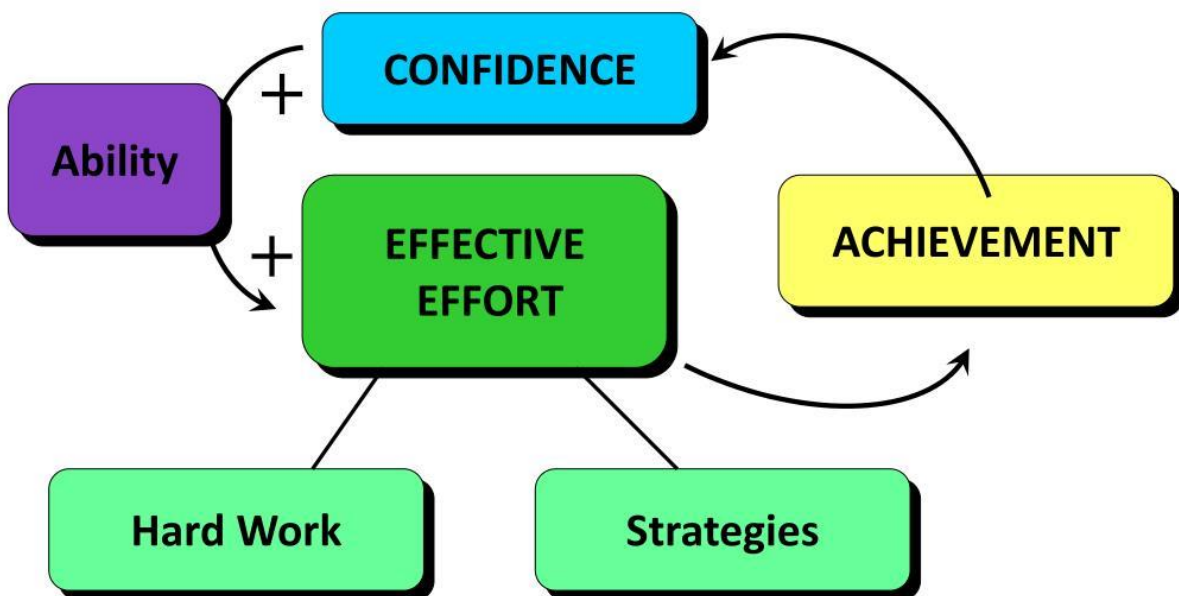 CONFIDENCE
+
Ability
+
EFFECTIVE
EFFORT
ACHIEVEMENT
Hard Work
Strategies